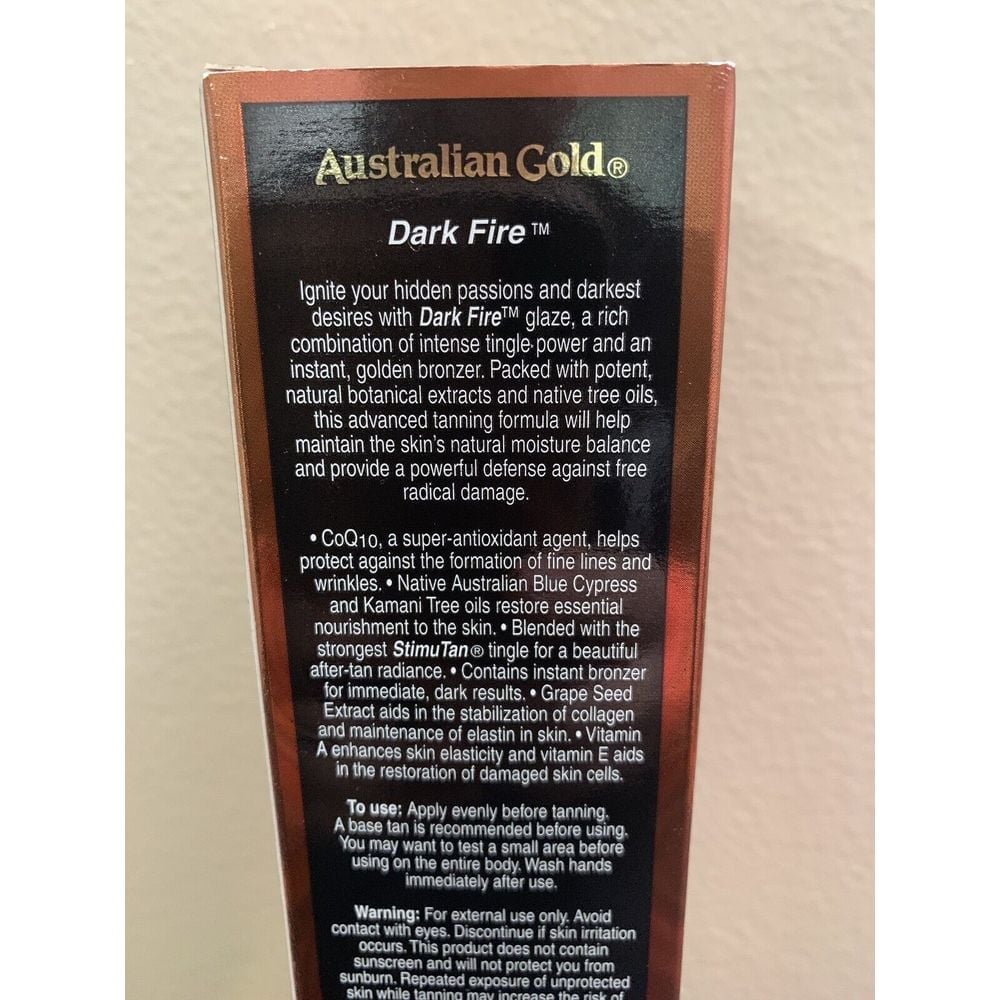 Australian Gold®
Dark Fire™
Ignite your hidden passions and darkest
desires with Dark Fire™ glaze, a rich
combination of intense tingle power and an
instant, golden bronzer. Packed with potent,
natural botanical extracts and native tree oils,
this advanced tanning formula will help
maintain the skin's natural moisture balance
and provide a powerful defense against free
radical damage.
• CoQ10, a super-antioxidant agent, helps
protect against the formation of fine lines and
wrinkles. • Native Australian Blue Cypress
and Kamani Tree oils restore essential
nourishment to the skin. • Blended with the
strongest StimuTan® tingle for a beautiful
after-tan radiance. • Contains instant bronzer
for immediate, dark results. • Grape Seed
Extract aids in the stabilization of collagen
and maintenance of elastin in skin. • Vitamin
A enhances skin elasticity and vitamin E aids
in the restoration of damaged skin cells.
To use: Apply evenly before tanning.
A base tan is recommended before using.
You may want to test a small area before
using on the entire body. Wash hands
immediately after use.
Warning: For external use only. Avoid
contact with eyes. Discontinue if skin irritation
occurs. This product does not contain
sunscreen and will not protect you from
sunburn. Repeated exposure of unprotected
skin while tanning may increase the risk of